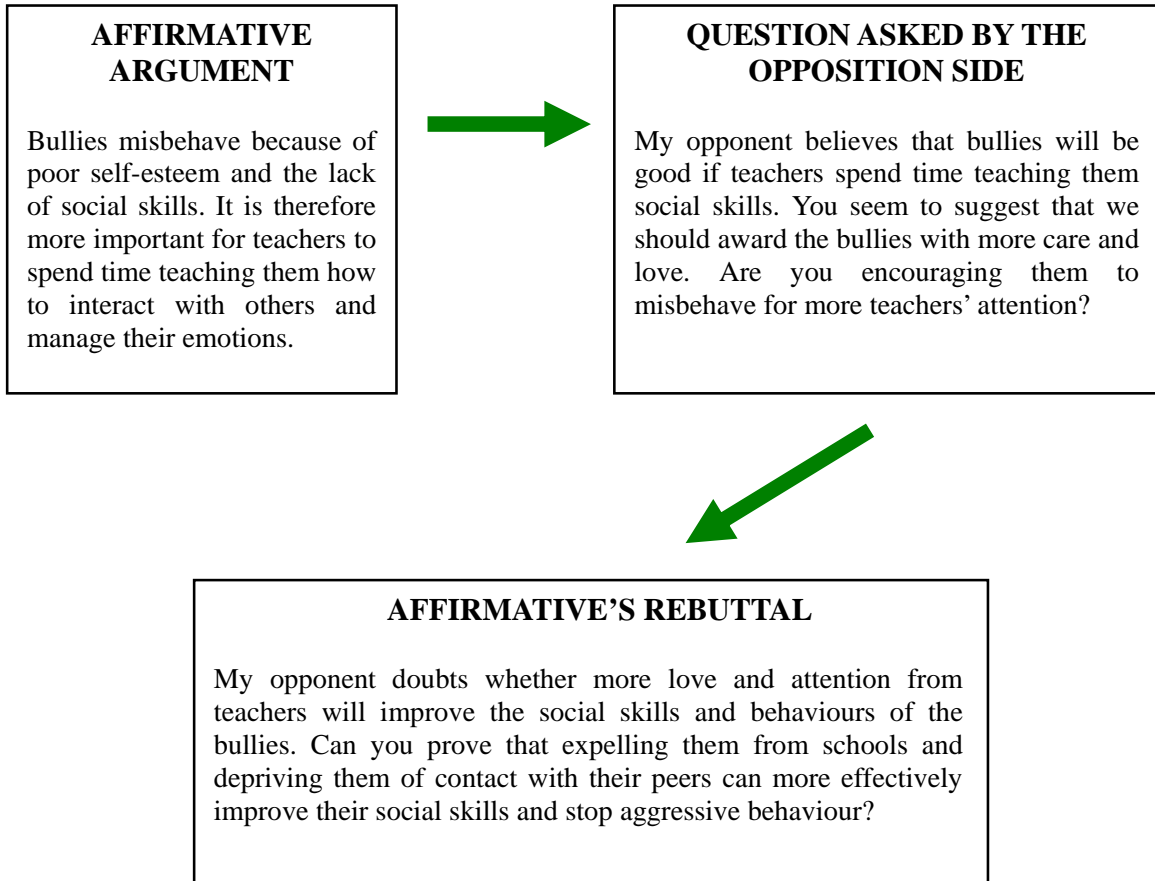 AFFIRMATIVE
ARGUMENT
Bullies misbehave because of
poor self-esteem and the lack
of social skills. It is therefore
more important for teachers to
spend time teaching them how
to interact with others and
manage their emotions.
QUESTION ASKED BY THE
OPPOSITION SIDE
My opponent believes that bullies will be
good if teachers spend time teaching them
social skills. You seem to suggest that we
should award the bullies with more care and
love. Are you encouraging them to
misbehave for more teachers’ attention?
AFFIRMATIVE’S REBUTTAL
My opponent doubts whether more love and attention from
teachers will improve the social skills and behaviours of the
bullies. Can you prove that expelling them from schools and
depriving them of contact with their peers can more effectively
improve their social skills and stop aggressive behaviour?